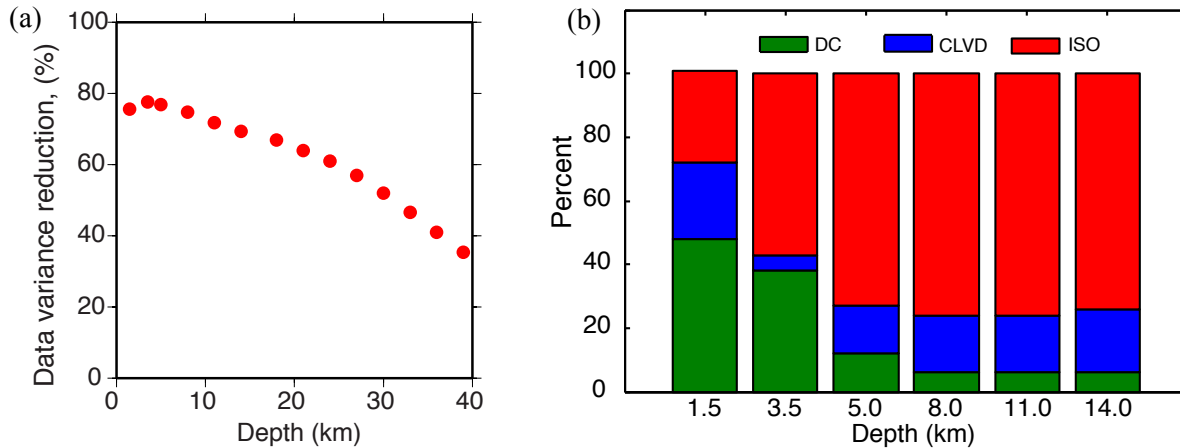 (a)
Data variance reduction, (%)
100
80
60
40
20
0
0 10 20 30 40
Depth (km)
(b)
DC CLVD ISO
Percent
100
80
60
40
20
0
1.5 3.5 5.0 8.0 11.0 14.0
Depth (km)